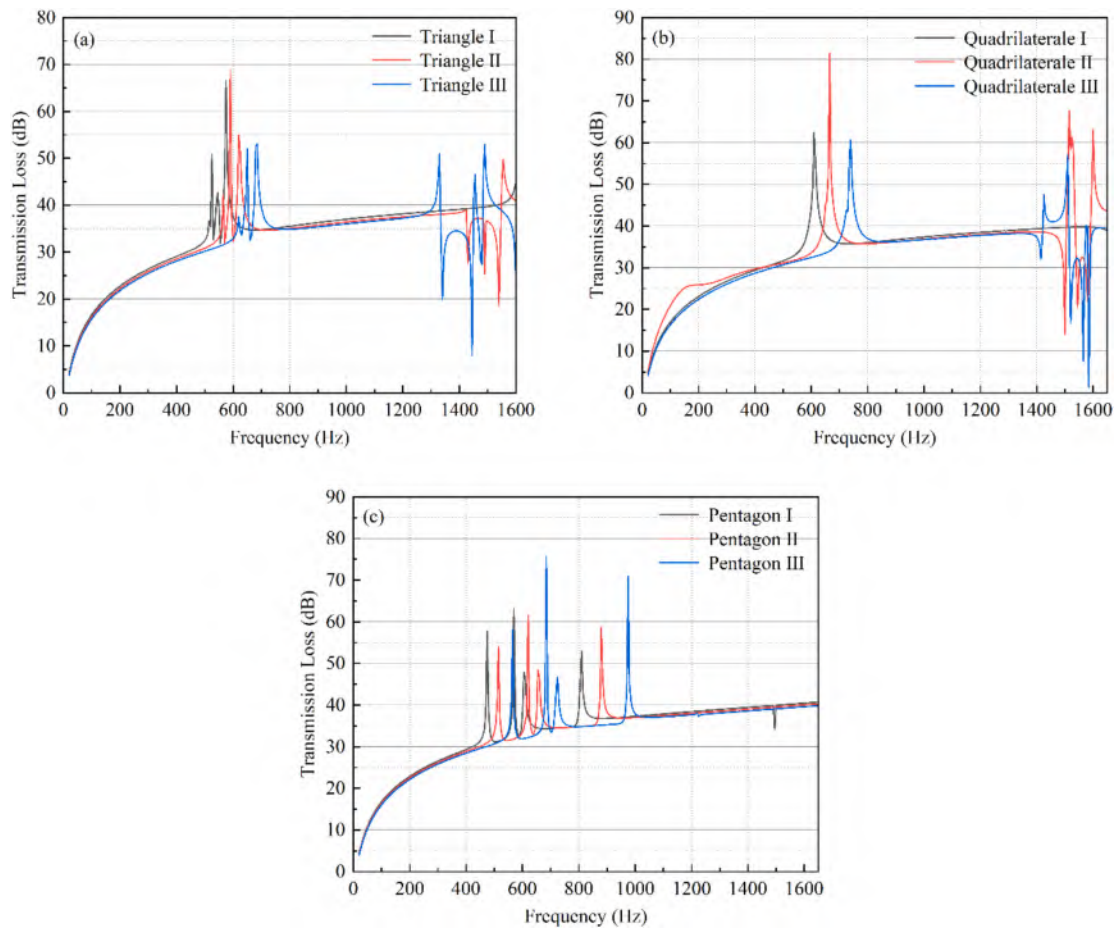 (a)
Triangle I
Triangle II
Triangle III
80
70
60
50
40
30
20
10
0
Transmission Loss (dB)
0 200 400 600 800 1000 1200 1400 1600
Frequency (Hz)
(b)
Quadrilaterale I
Quadrilaterale II
Quadrilaterale III
90
80
70
60
50
40
30
20
10
0
Transmission Loss (dB)
0 200 400 600 800 1000 1200 1400 1600
Frequency (Hz)
(c)
Pentagon I
Pentagon II
Pentagon III
90
80
70
60
50
40
30
20
10
0
Transmission Loss (dB)
0 200 400 600 800 1000 1200 1400 1600
Frequency (Hz)